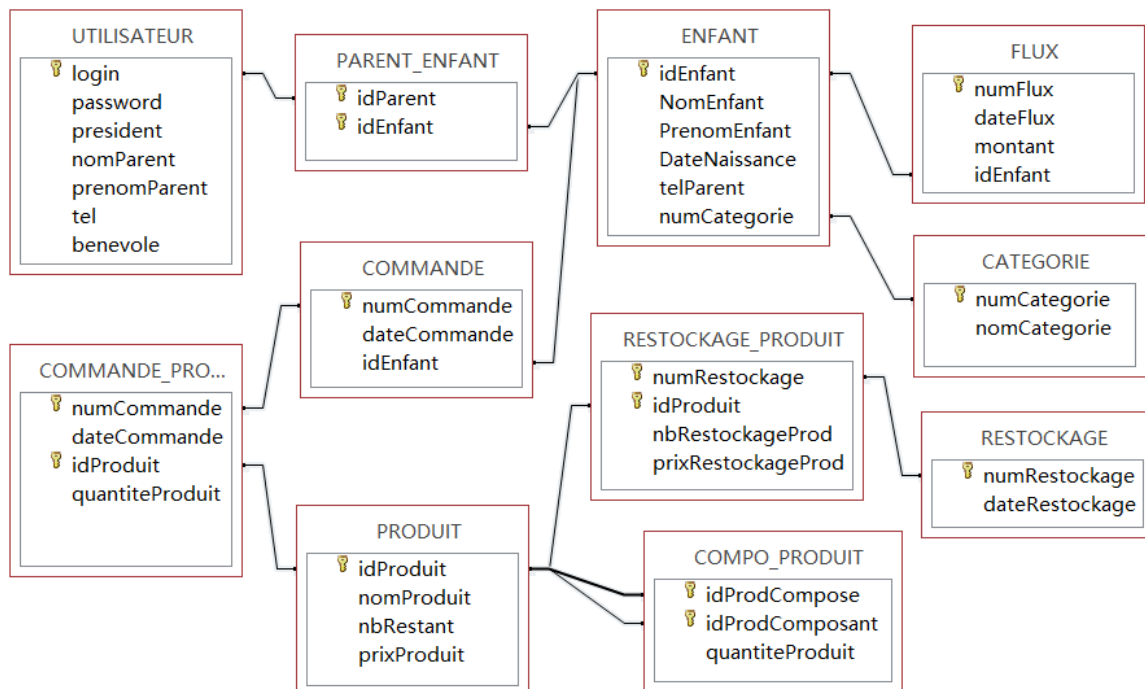 UTILISATEUR
login
password
president
nomParent
prenomParent
tel
benevole
PARENT_ENFANT
idParent
idEnfant
ENFANT
idEnfant
NomEnfant
PrenomEnfant
DateNaissance
telParent
numCategorie
FLUX
numFlux
dateFlux
montant
idEnfant
COMMANDE
numCommande
dateCommande
idEnfant
CATEGORIE
numCategorie
nomCategorie
COMMANDE_PRO...
numCommande
dateCommande
idProduit
quantiteProduit
RESTOCKAGE_PRODUIT
numRestockage
idProduit
nbRestockageProd
prixRestockageProd
RESTOCKAGE
numRestockage
dateRestockage
PRODUIT
idProduit
nomProduit
nbRestant
prixProduit
COMPO_PRODUIT
idProdCompose
idProdComposant
quantiteProduit